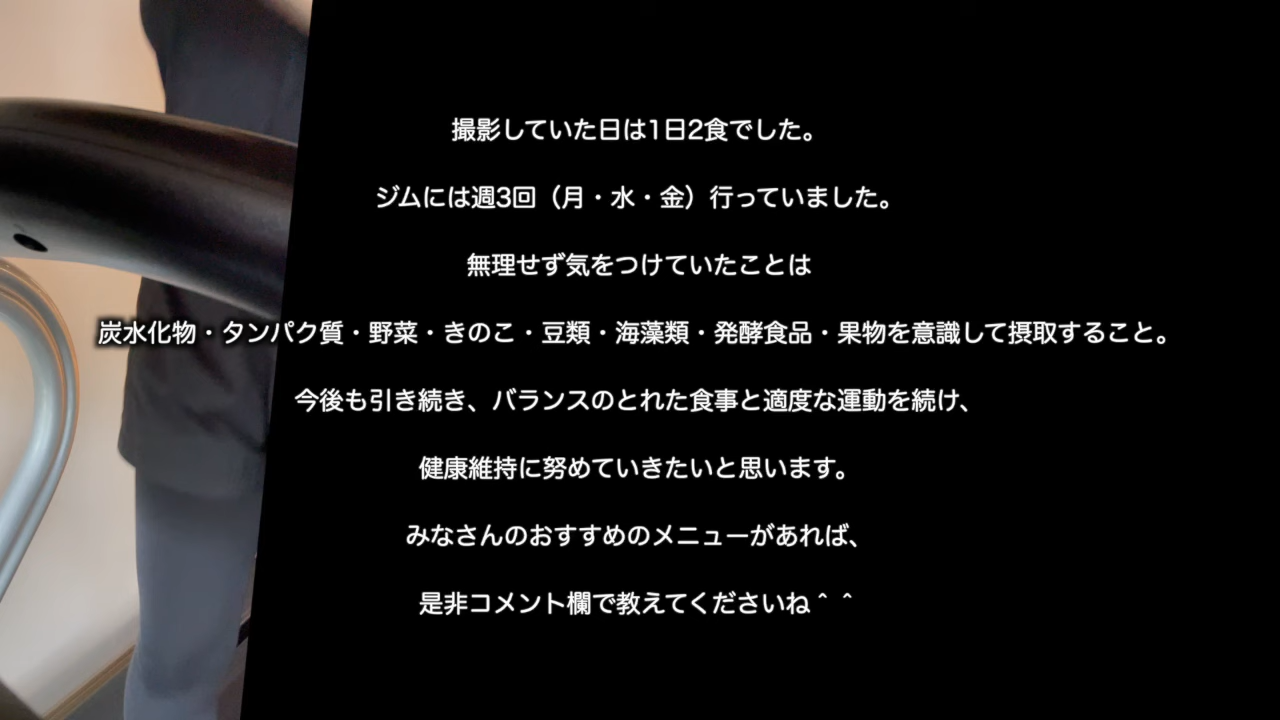 撮影していた日は1日2食でした。
ジムには週3回（月・水・金）行っていました。
無理せず気をつけていたことは
炭水化物・タンパク質・野菜・きのこ・豆類・海藻類・発酵食品・果物を意識して摂取すること。
今後も引き続き、バランスのとれた食事と適度な運動を続け、
健康維持に努めていきたいと思います。
みなさんのおすすめのメニューがあれば、
是非コメント欄で教えてくださいね＾＾